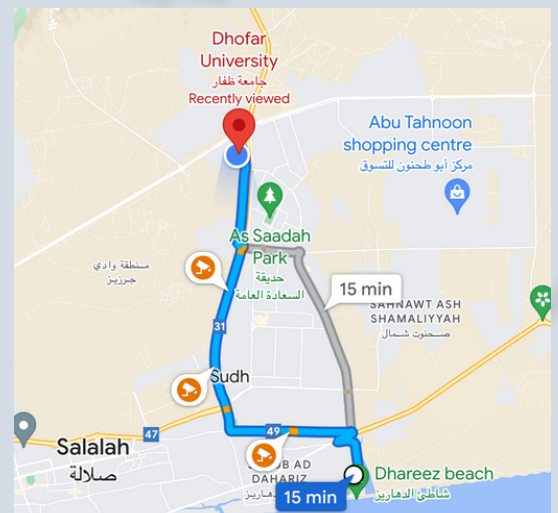 Dhofar
University
جامعة ظفار
Recently viewed
Abu Tahnoon
shopping centre
مركز أبو طحنون للتسوق
As Saadah
Park
حديقة
السعادة العامة
منطقة وادي
جرزيز
15 min
SAHNAWT ASH
SHAMALIYYAH
صحنوت شمال
31
Sudh
47
49
Salalah
صلالة
AD
DAHARIZ
15 min
Dhareez beach
شاطئ الدهاريز